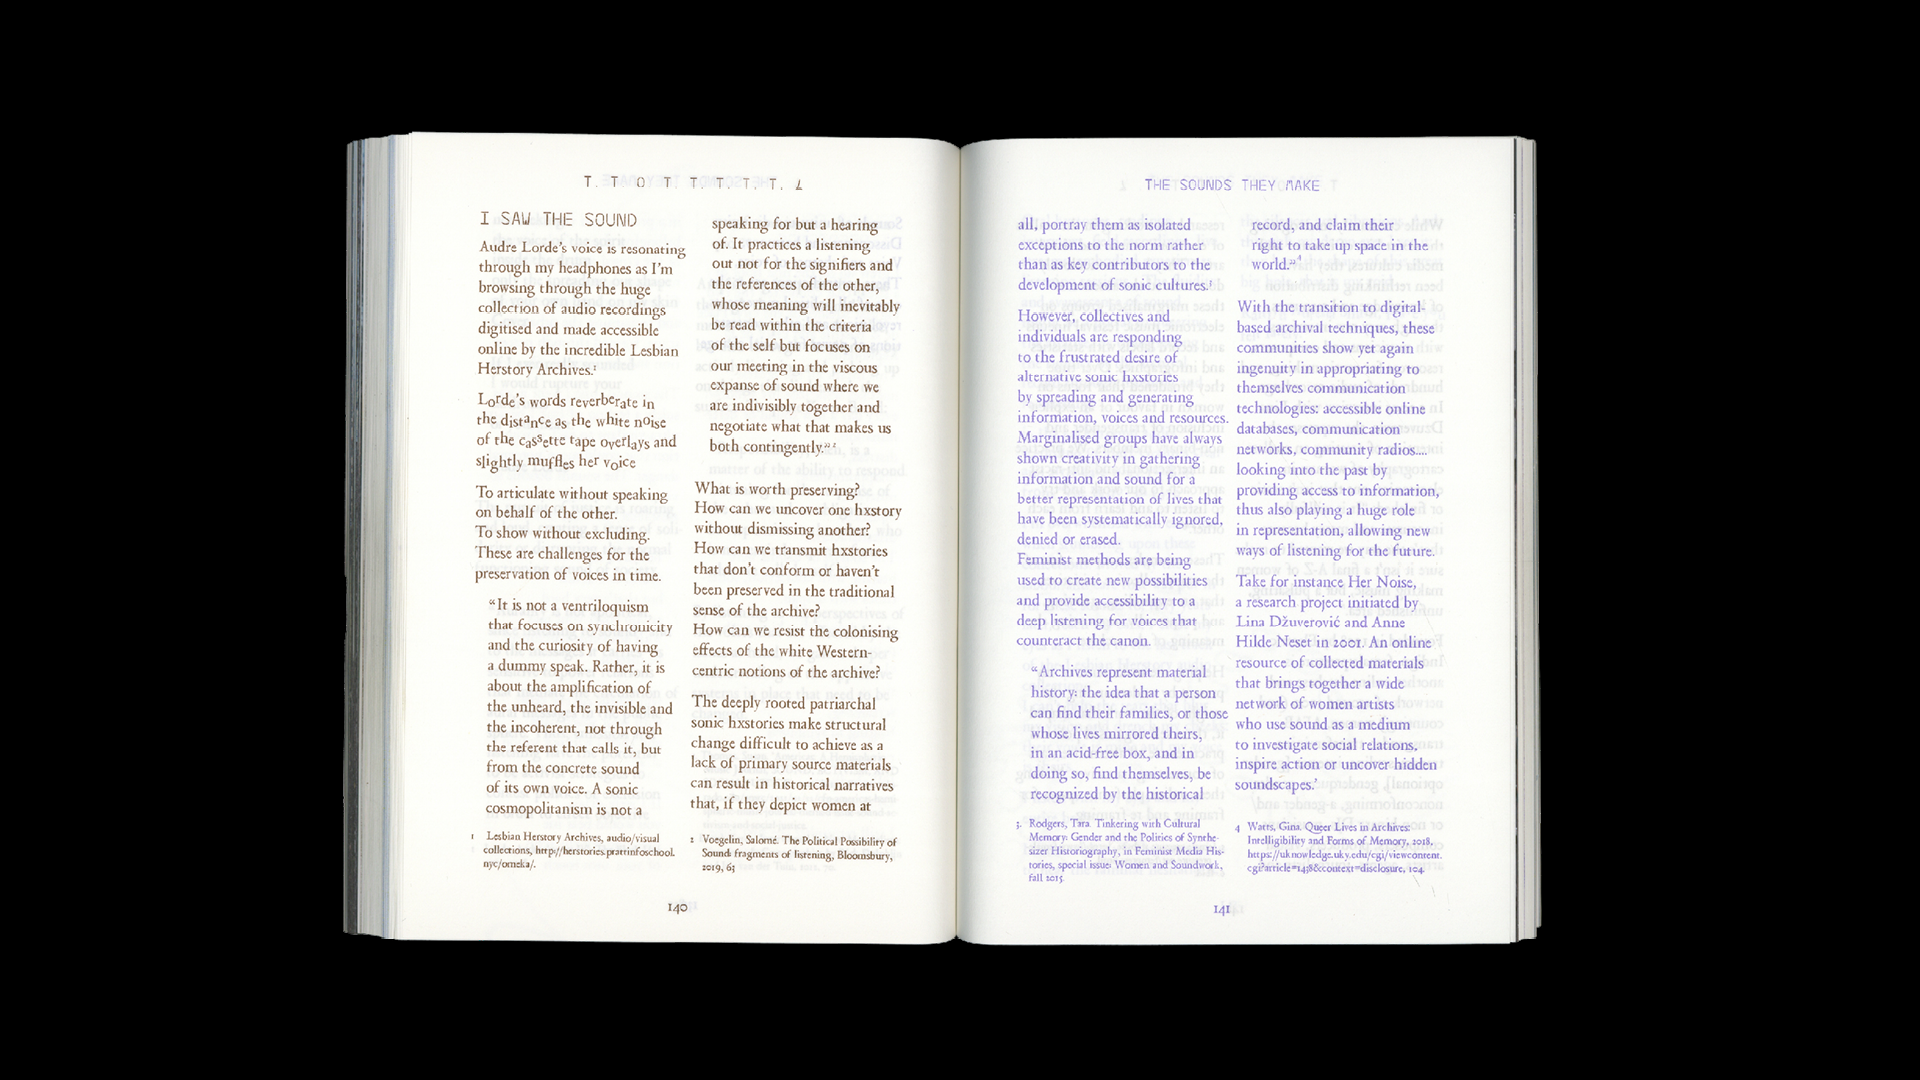 T. T O T T. T. T. T. L
I SAW THE SOUND
Audre Lorde's voice is resonating
through my headphones as I'm
browsing through the huge
collection of audio recordings
digitised and made accessible
online by the incredible Lesbian
Herstory Archives.¹
Lorde's words reverberate in
the distance as the white noise
of the cassette tape overlays and
slightly muffles her voice
To articulate without speaking
on behalf of the other.
To show without excluding.
These are challenges for the
preservation of voices in time.
“It is not a ventriloquism
that focuses on synchronicity
and the curiosity of having
a dummy speak. Rather, it is
about the amplification of
the unheard, the invisible and
the incoherent, not through
the referent that calls it, but
from the concrete sound
of its own voice. A sonic
cosmopolitanism is not a
speaking for but a hearing
of. It practices a listening
out not for the signifiers and
the references of the other,
whose meaning will inevitably
be read within the criteria
of the self but focuses on
our meeting in the viscous
expanse of sound where we
are indivisibly together and
negotiate what that makes us
both contingently.”²
What is worth preserving?
How can we uncover one hxstory
without dismissing another?
How can we transmit hxstories
that don't conform or haven't
been preserved in the traditional
sense of the archive?
How can we resist the colonising
effects of the white Western-
centric notions of the archive?
The deeply rooted patriarchal
sonic hxstories make structural
change difficult to achieve as a
lack of primary source materials
can result in historical narratives
that, if they depict women at
1 Lesbian Herstory Archives, audio/visual
collections, http://herstories.prattinfoschool.
nyc/omeka/.
2 Voegelin, Salomé. The Political Possibility of
Sound: fragments of listening, Bloomsbury,
2019, 63
140
THE SOUNDS THEY MAKE
all, portray them as isolated
exceptions to the norm rather
than as key contributors to the
development of sonic cultures.³
However, collectives and
individuals are responding
to the frustrated desire of
alternative sonic hxstories
by spreading and generating
information, voices and resources.
Marginalised groups have always
shown creativity in gathering
information and sound for a
better representation of lives that
have been systematically ignored,
denied or erased.
Feminist methods are being
used to create new possibilities
and provide accessibility to a
deep listening for voices that
counteract the canon.
“Archives represent material
history: the idea that a person
can find their families, or those
whose lives mirrored theirs,
in an acid-free box, and in
doing so, find themselves, be
recognized by the historical
record, and claim their
right to take up space in the
world.”⁴
With the transition to digital-
based archival techniques, these
communities show yet again
ingenuity in appropriating to
themselves communication
technologies: accessible online
databases, communication
networks, community radios....
looking into the past by
providing access to information,
thus also playing a huge role
in representation, allowing new
ways of listening for the future.
Take for instance Her Noise,
a research project initiated by
Lina Džuverović and Anne
Hilde Neset in 2001. An online
resource of collected materials
that brings together a wide
network of women artists
who use sound as a medium
to investigate social relations,
inspire action or uncover hidden
soundscapes.⁵
3. Rodgers, Tara. Tinkering with Cultural
Memory: Gender and the Politics of Synthe-
sizer Historiography, in Feminist Media His-
tories, special issue: Women and Soundwork,
fall 2015.
4 Watts, Gina. Queer Lives in Archives:
Intelligibility and Forms of Memory, 2018,
https://uknowledge.uky.edu/cgi/viewcontent.
cgi?article=1438&context=disclosure, 104.
141